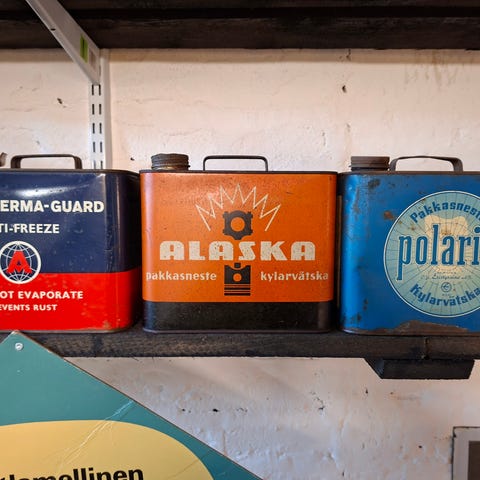 ERMA-GUARD
TI-FREEZE
A
OT EVAPORATE
EVENTS RUST
ALASKA
pakkasneste kylarvätska
Pakkasneste
polari
Kylarvätska
lamellinen